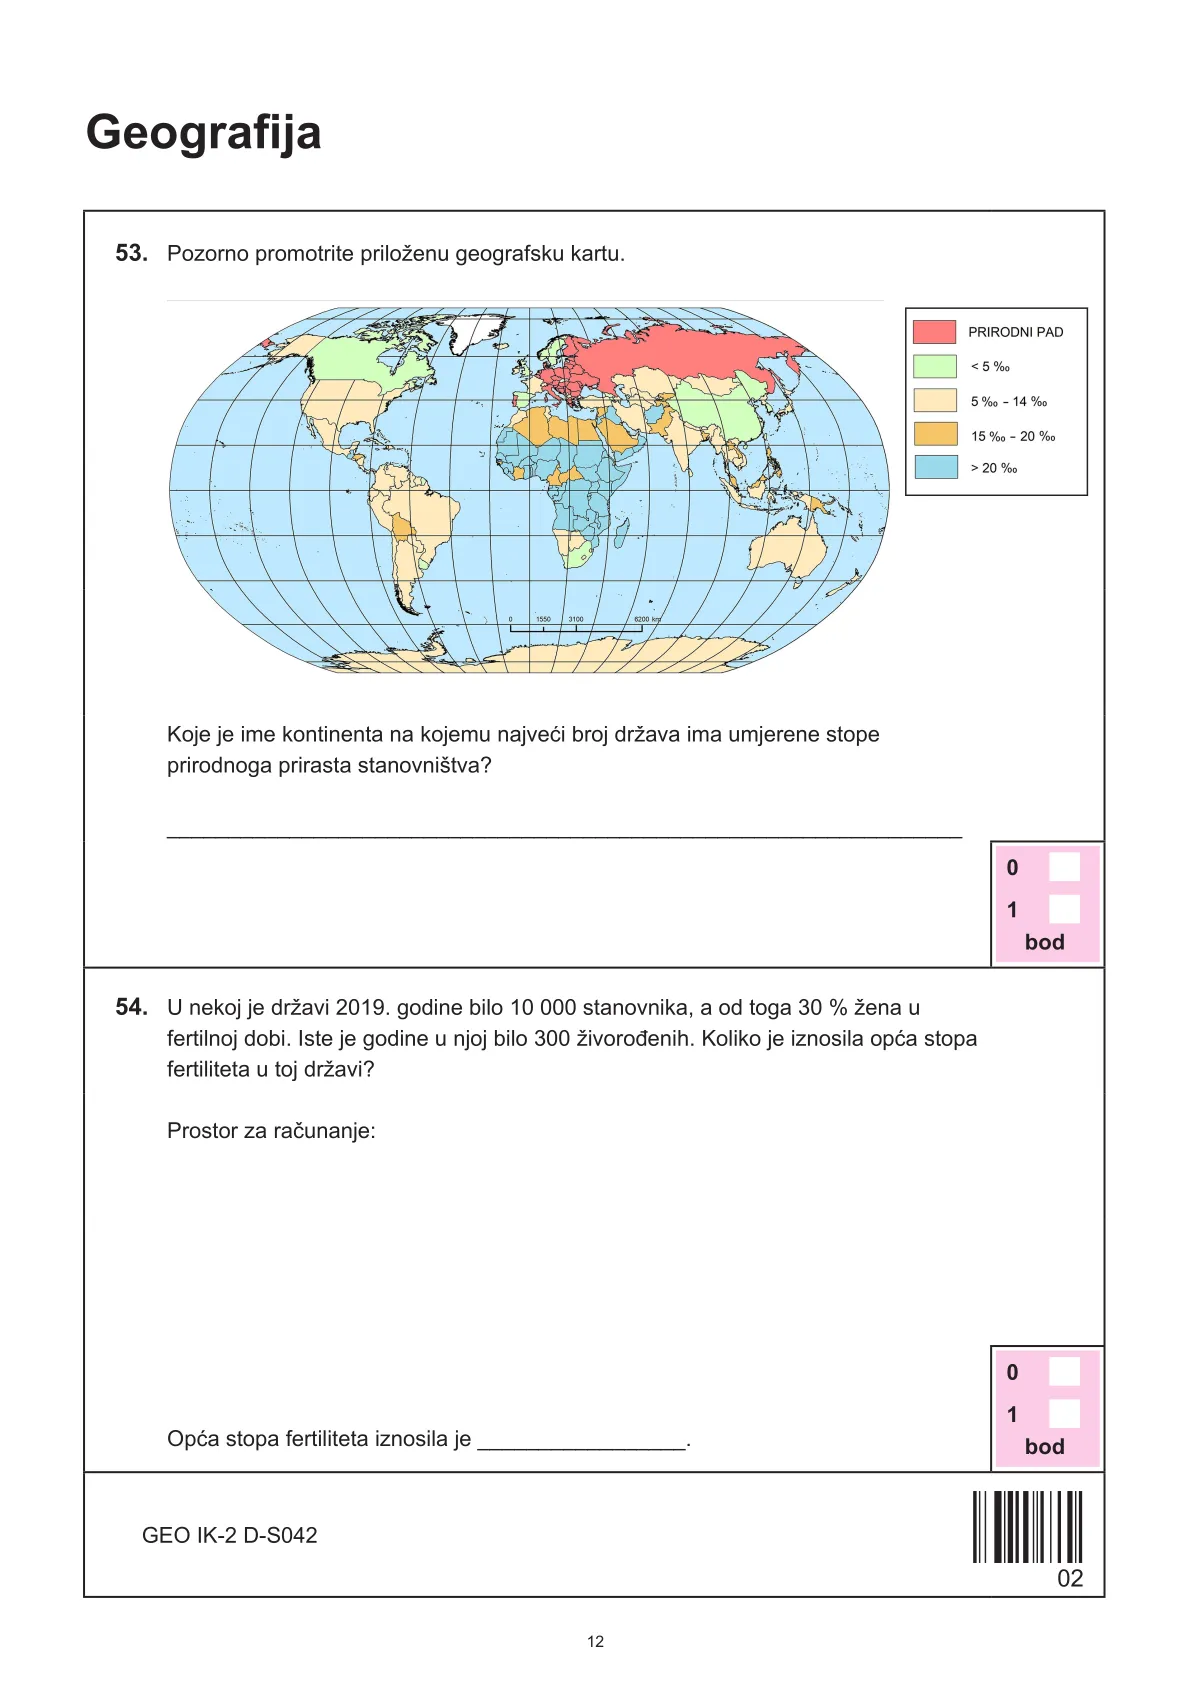 Geografija
53. Pozorno promotrite priloženu geografsku kartu.
PRIRODNI PAD
< 5 ‰
5 ‰ - 14 ‰
15 ‰ - 20 ‰
> 20 ‰
0 1550 3100 6200 km
Koje je ime kontinenta na kojemu najveći broj država ima umjerene stope
prirodnoga prirasta stanovništva?
0
1
bod
54. U nekoj je državi 2019. godine bilo 10 000 stanovnika, a od toga 30 % žena u
fertilnoj dobi. Iste je godine u njoj bilo 300 živorođenih. Koliko je iznosila opća stopa
fertiliteta u toj državi?
Prostor za računanje:
Opća stopa fertiliteta iznosila je _________________.
0
1
bod
GEO IK-2 D-S042
02
12